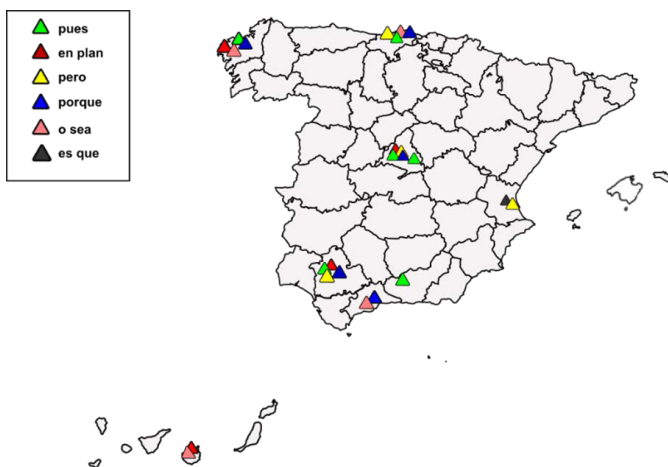 pues
en plan
pero
porque
o sea
es que